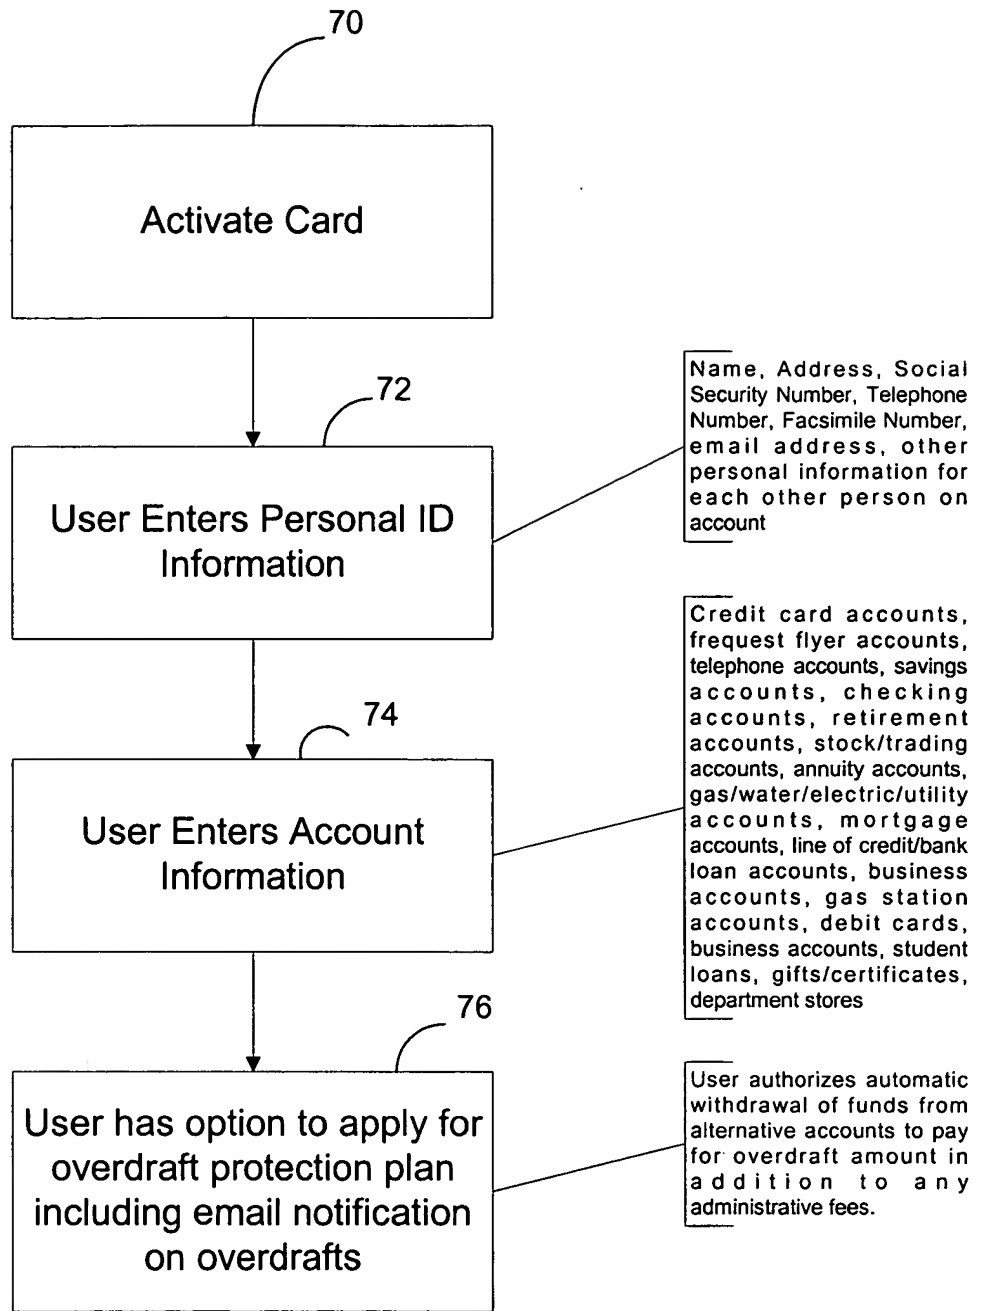 70
Activate Card
72
User Enters Personal ID
Information
Name, Address, Social
Security Number, Telephone
Number, Facsimile Number,
email address, other
personal information for
each other person on
account
74
User Enters Account
Information
Credit card accounts,
frequest flyer accounts,
telephone accounts, savings
accounts, checking
accounts, retirement
accounts, stock/trading
accounts, annuity accounts,
gas/water/electric/utility
accounts, mortgage
accounts, line of credit/bank
loan accounts, business
accounts, gas station
accounts, debit cards,
business accounts, student
loans, gifts/certificates,
department stores
76
User has option to apply for
overdraft protection plan
including email notification
on overdrafts
User authorizes automatic
withdrawal of funds from
alternative accounts to pay
for overdraft amount in
addition to any
administrative fees.